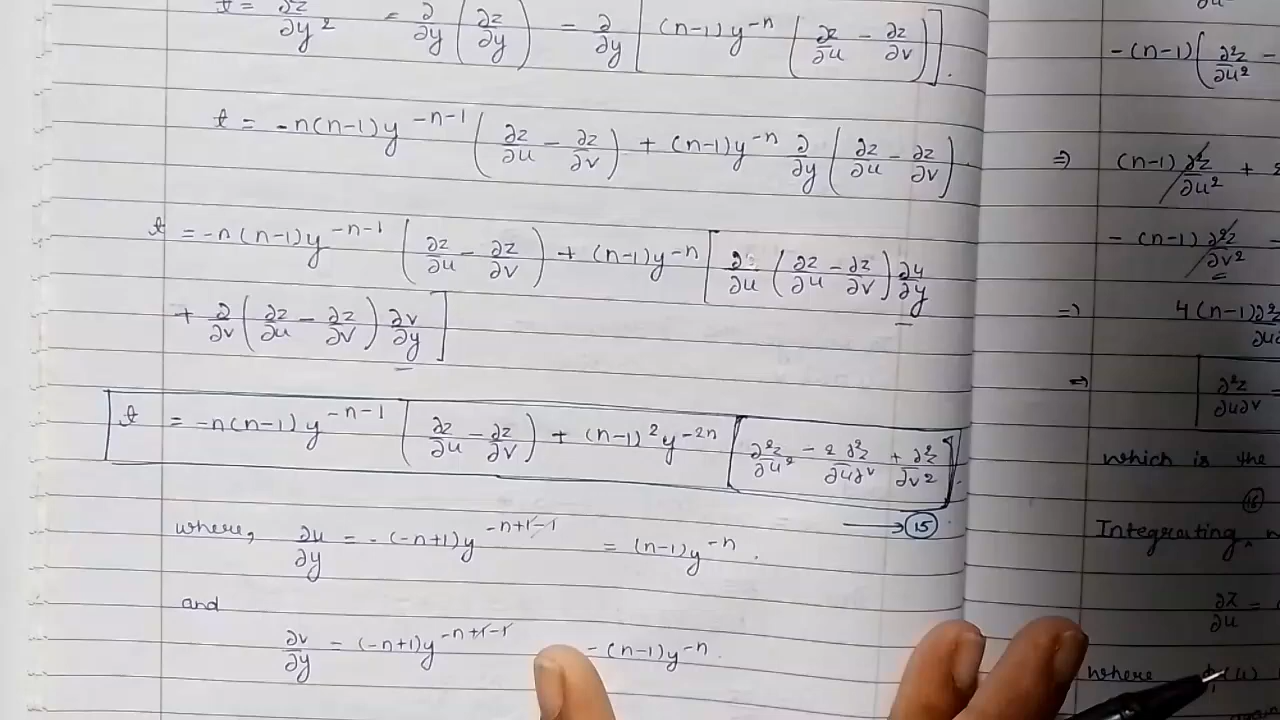 t = ∂²z/∂y² = ∂/∂y (∂z/∂y) = ∂/∂y [(n-1)y^{-n} (∂z/∂u - ∂z/∂v)].
t = -n(n-1)y^{-n-1} (∂z/∂u - ∂z/∂v) + (n-1)y^{-n} ∂/∂y (∂z/∂u - ∂z/∂v).
t = -n(n-1)y^{-n-1} (∂z/∂u - ∂z/∂v) + (n-1)y^{-n} [∂/∂u (∂z/∂u - ∂z/∂v) ∂u/∂y
+ ∂/∂v (∂z/∂u - ∂z/∂v) ∂v/∂y]
t = -n(n-1)y^{-n-1} (∂z/∂u - ∂z/∂v) + (n-1)²y^{-2n} [∂²z/∂u² - 2∂²z/∂u∂v + ∂²z/∂v²].
→ (15)
where, ∂u/∂y = -(-n+1)y^{-n+1-1} = (n-1)y^{-n}.
and
∂v/∂y = (-n+1)y^{-n+1-1} -(n-1)y^{-n}.
-(n-1)(∂²z/∂u² -
⇒ (n-1)∂²z/∂u² +
- (n-1)∂²z/∂v²
⇒ 4(n-1)∂²z
⇒ ∂²z/∂u∂v =
which is the
(16)
Integrating
∂z/∂u =
where